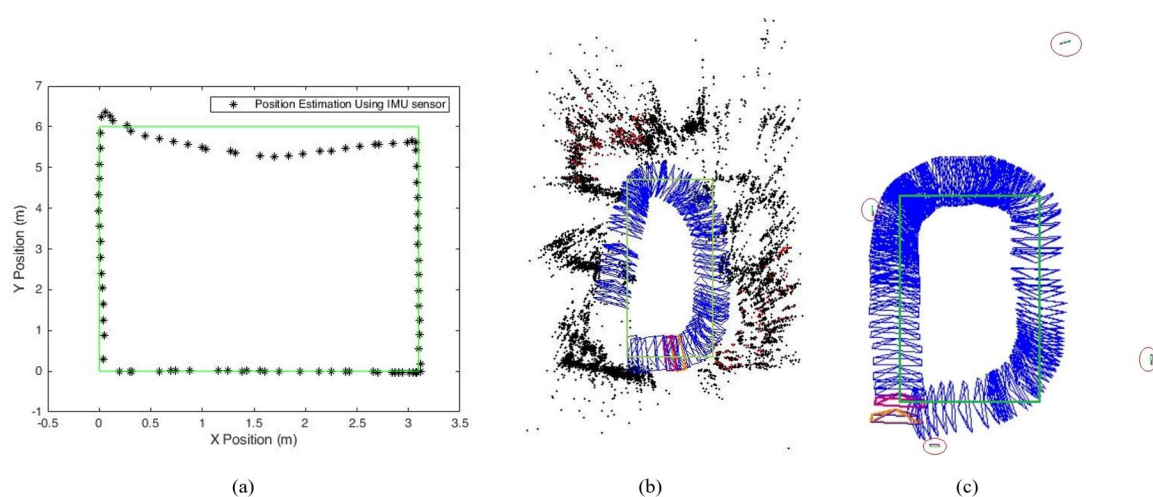 7
6
5
4
3
2
1
0
-1
Position Estimation Using IMU sensor
Y Position (m)
-0.5 0 0.5 1 1.5 2 2.5 3 3.5
X Position (m)
(a) (b) (c)